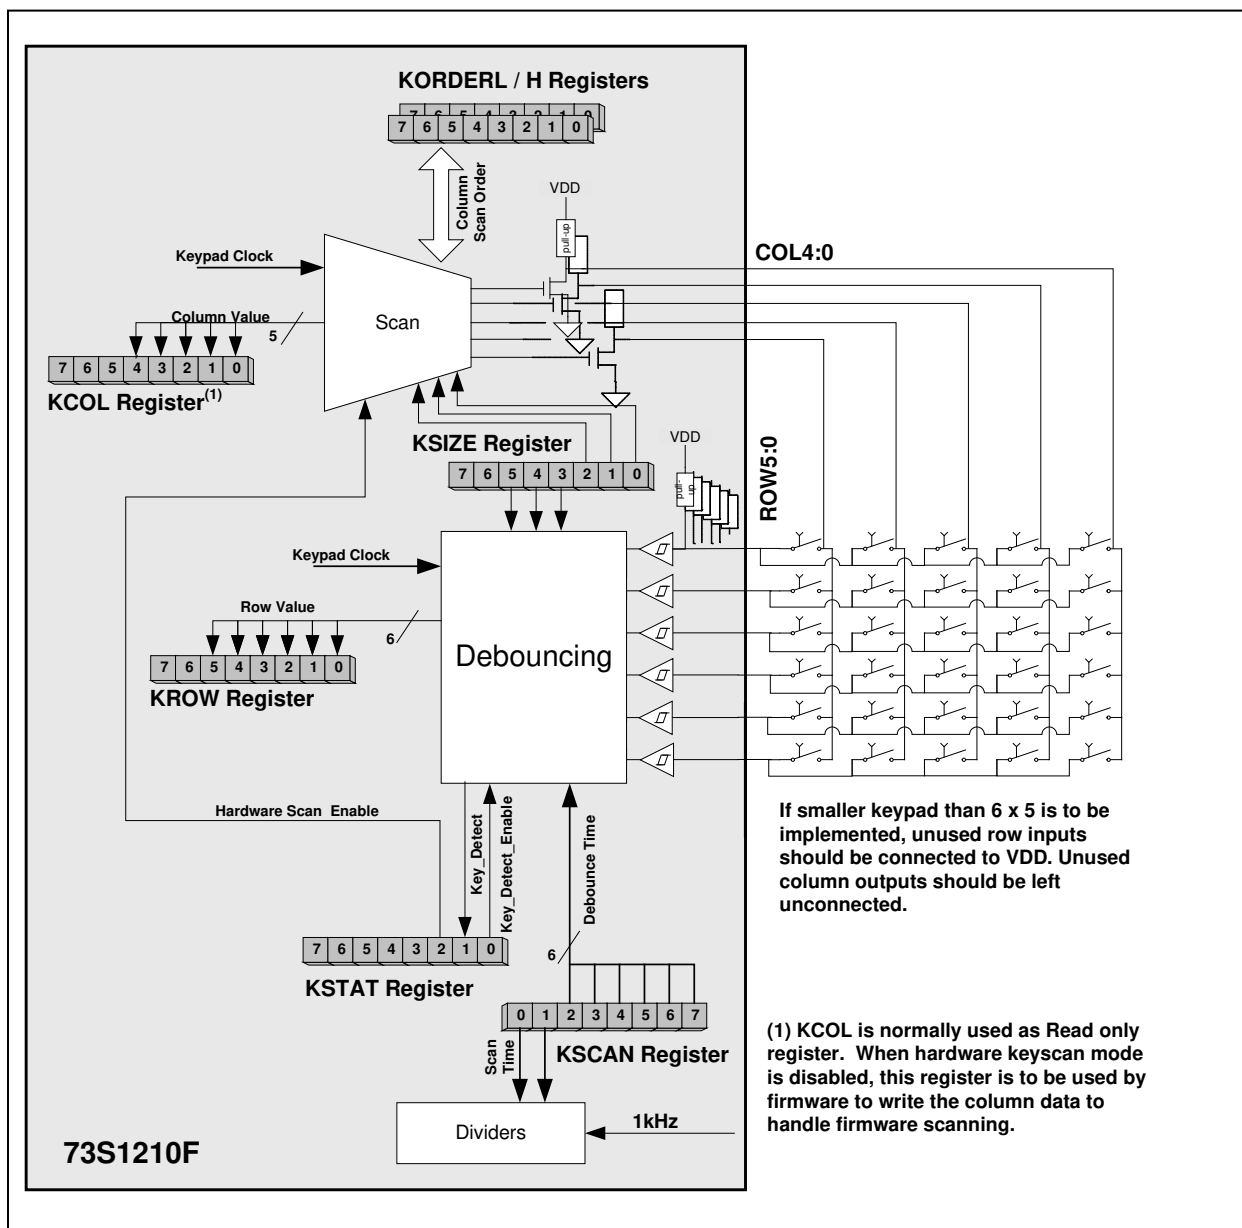 KORDERL / H Registers
7 6 5 4 3 2 1 0
7 6 5 4 3 2 1 0
Column
Scan Order
VDD
pull-up
COL4:0
Keypad Clock
Scan
Column Value
5
7 6 5 4 3 2 1 0
KCOL Register(1)
KSIZE Register
7 6 5 4 3 2 1 0
VDD
pull-
up
ROW5:0
Keypad Clock
Row Value
6
7 6 5 4 3 2 1 0
KROW Register
Debouncing
Hardware Scan Enable
Key_Detect
Key_Detect_Enable
Debounce Time
6
7 6 5 4 3 2 1 0
KSTAT Register
0 1 2 3 4 5 6 7
KSCAN Register
Scan
Time
Dividers
1kHz
73S1210F
If smaller keypad than 6 x 5 is to be
implemented, unused row inputs
should be connected to VDD. Unused
column outputs should be left
unconnected.
(1) KCOL is normally used as Read only
register. When hardware keyscan mode
is disabled, this register is to be used by
firmware to write the column data to
handle firmware scanning.